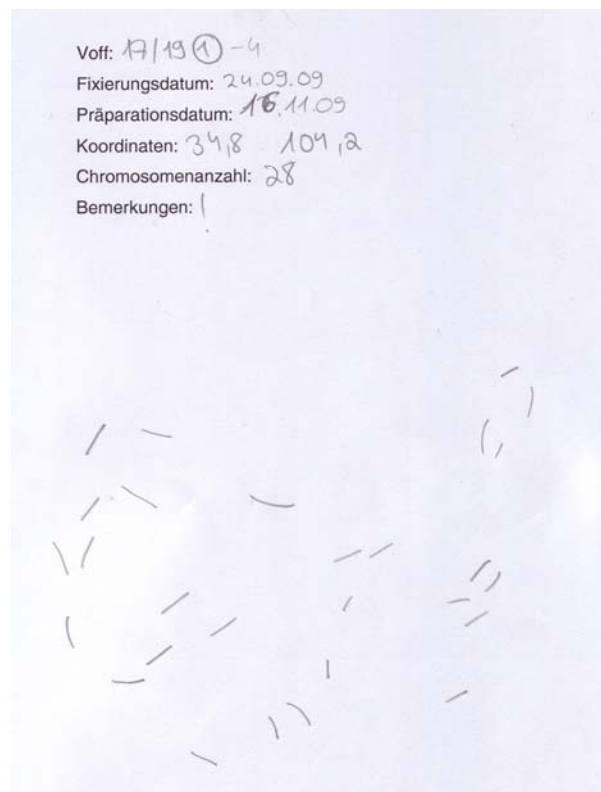 Voff: 17/19 1 -4
Fixierungsdatum: 24.09.09
Präparationsdatum: 16.11.09
Koordinaten: 34,8 104,2
Chromosomenanzahl: 28
Bemerkungen: